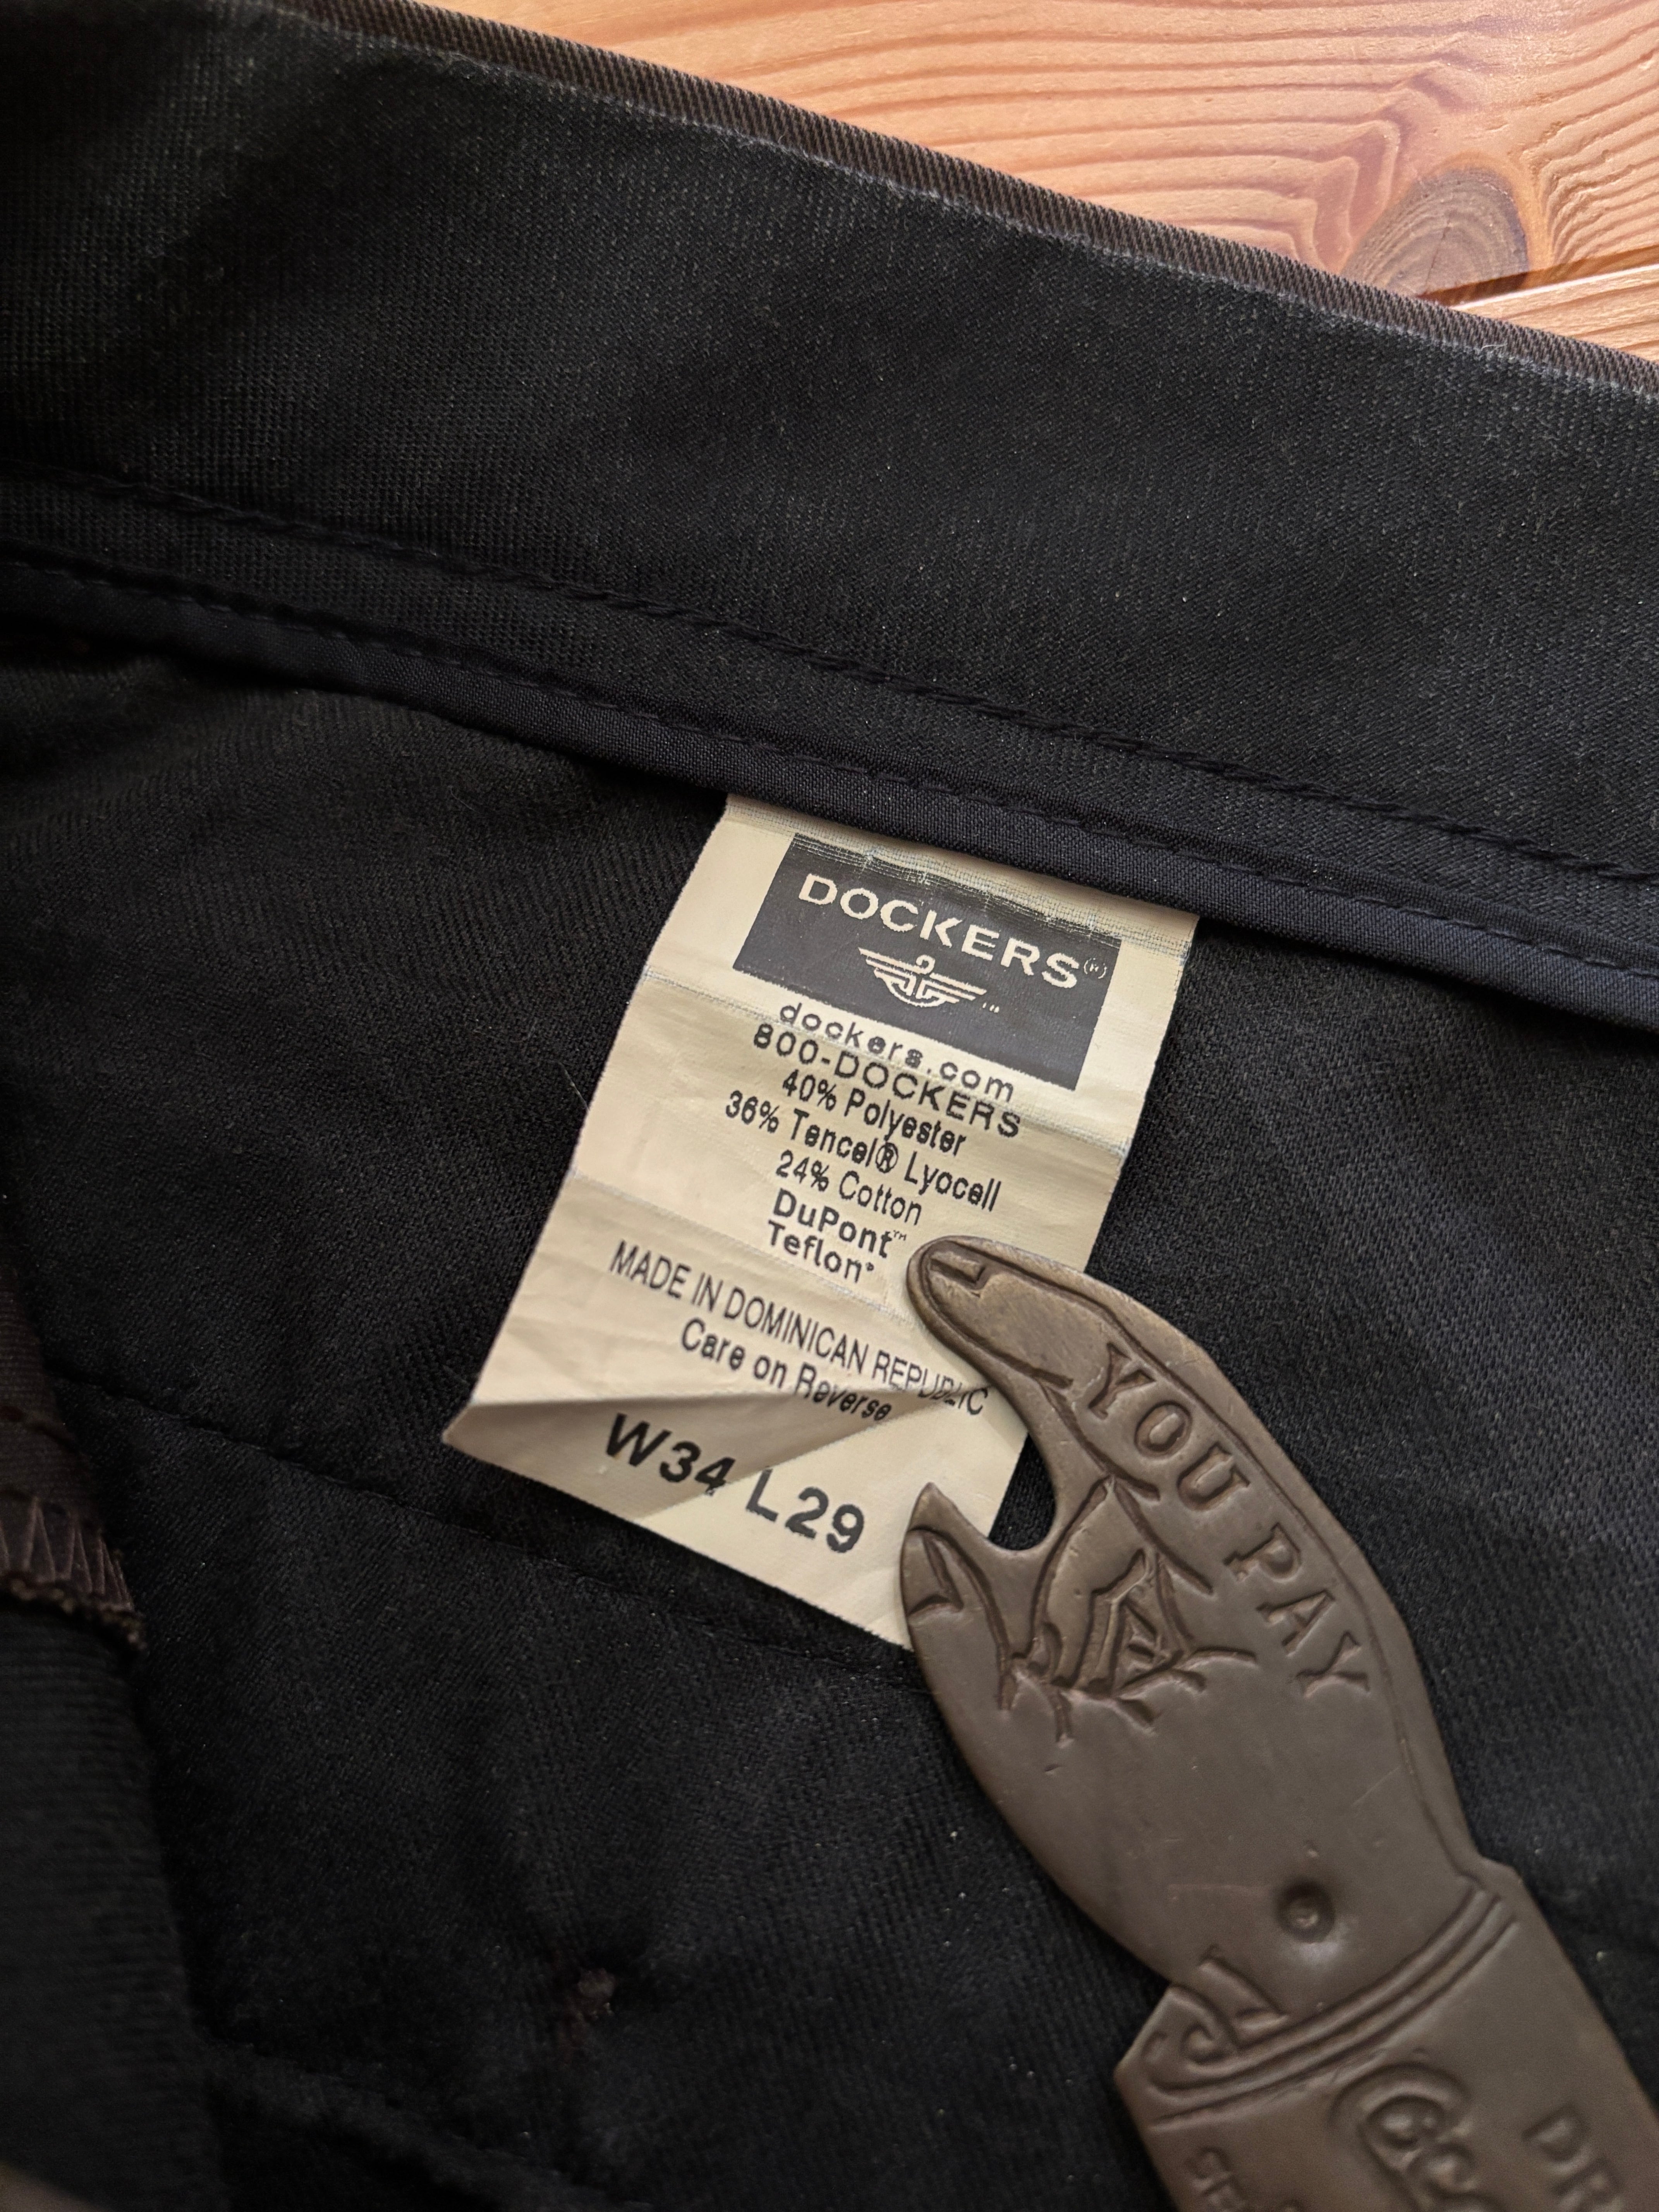 DOCKERS®
™
dockers.com
800-DOCKERS
40% Polyester
36% Tencel® Lyocell
24% Cotton
DuPont™
Teflon®
MADE IN DOMINICAN REPUBLIC
Care on Reverse
W34 L29
YOU PAY